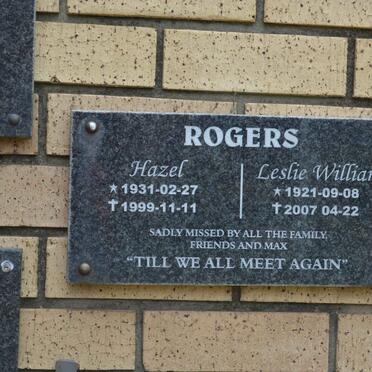 ROGERS
Hazel Leslie William
★ 1931-02-27 ★ 1921-09-08
✝ 1999-11-11 ✝ 2007 04-22
SADLY MISSED BY ALL THE FAMILY
FRIENDS AND MAX
"TILL WE ALL MEET AGAIN"